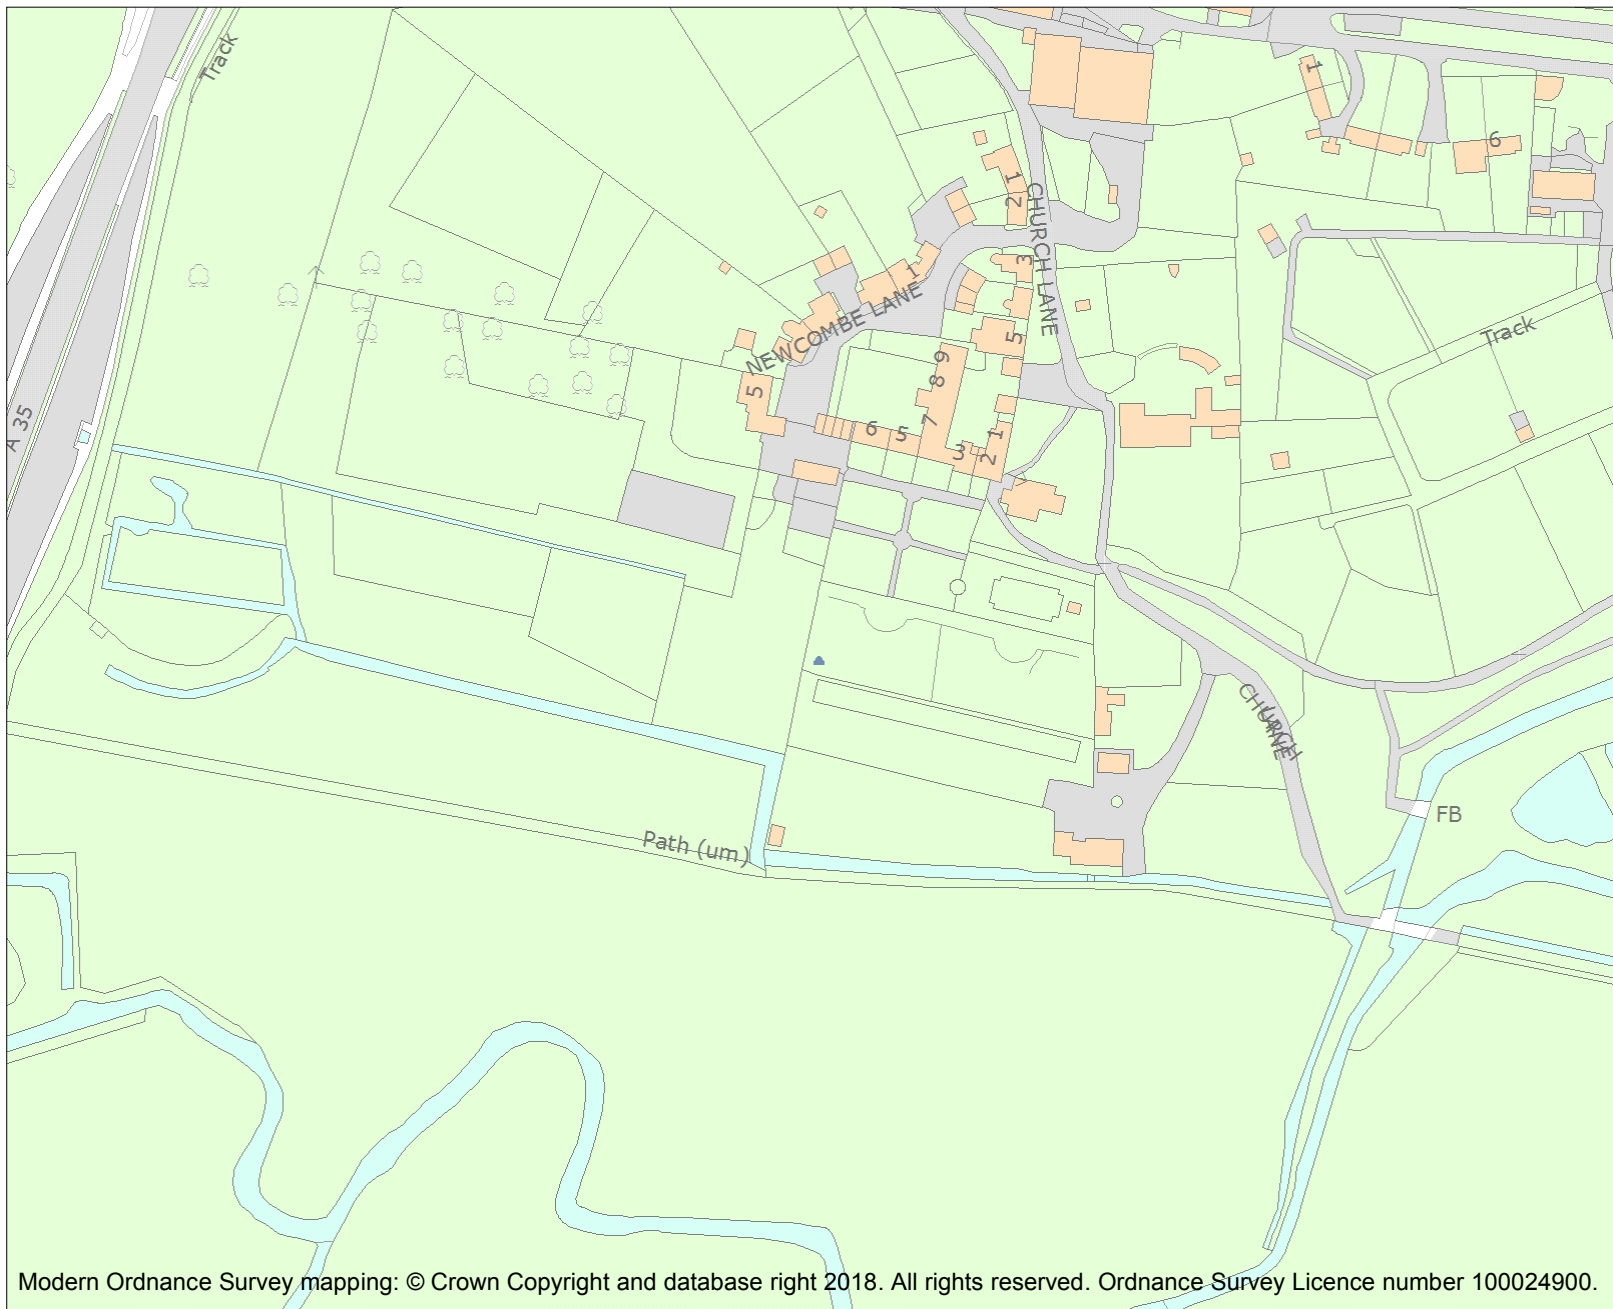 Track
1
6
1
2
CHURCH LANE
3
1
NEWCOMBE LANE
5
9
8
7
5
6
5
3
1
2
Track
A 35
CHURCH
LANE
FB
Path (um)
Modern Ordnance Survey mapping: © Crown Copyright and database right 2018. All rights reserved. Ordnance Survey Licence number 100024900.